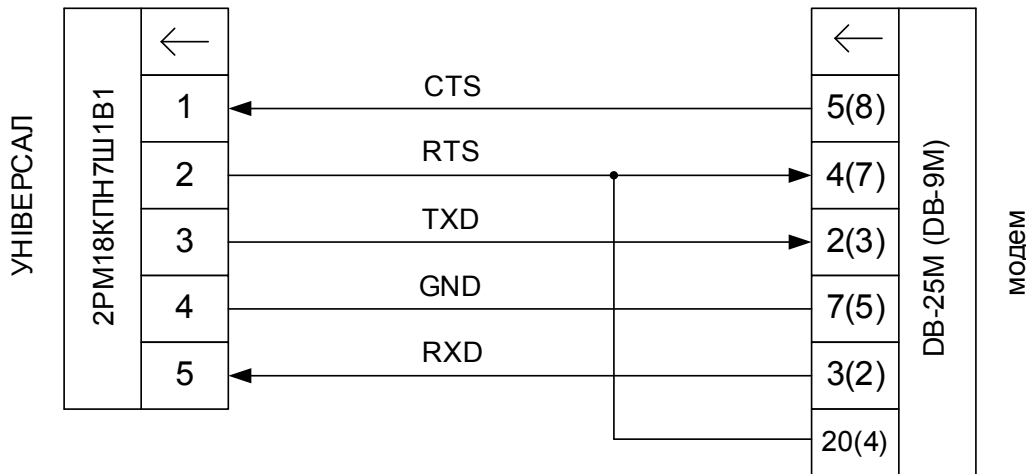 УНІВЕРСАЛ
2РМ18КПН7Ш1В1
1
2
3
4
5
CTS
RTS
TXD
GND
RXD
5(8)
4(7)
2(3)
7(5)
3(2)
20(4)
DB-25M (DB-9M)
модем